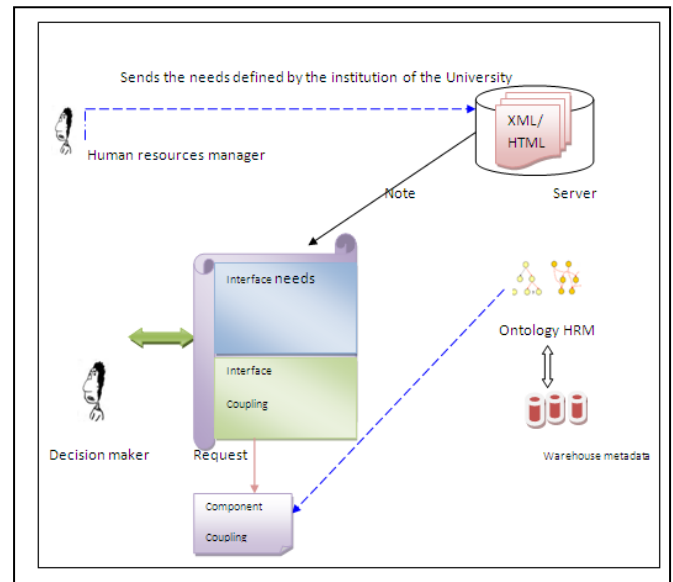 Sends the needs defined by the institution of the University
XML/
HTML
Human resources manager
Note
Server
Interface needs
Ontology HRM
Interface
Coupling
Decision maker
Request
Warehouse metadata
Component
Coupling